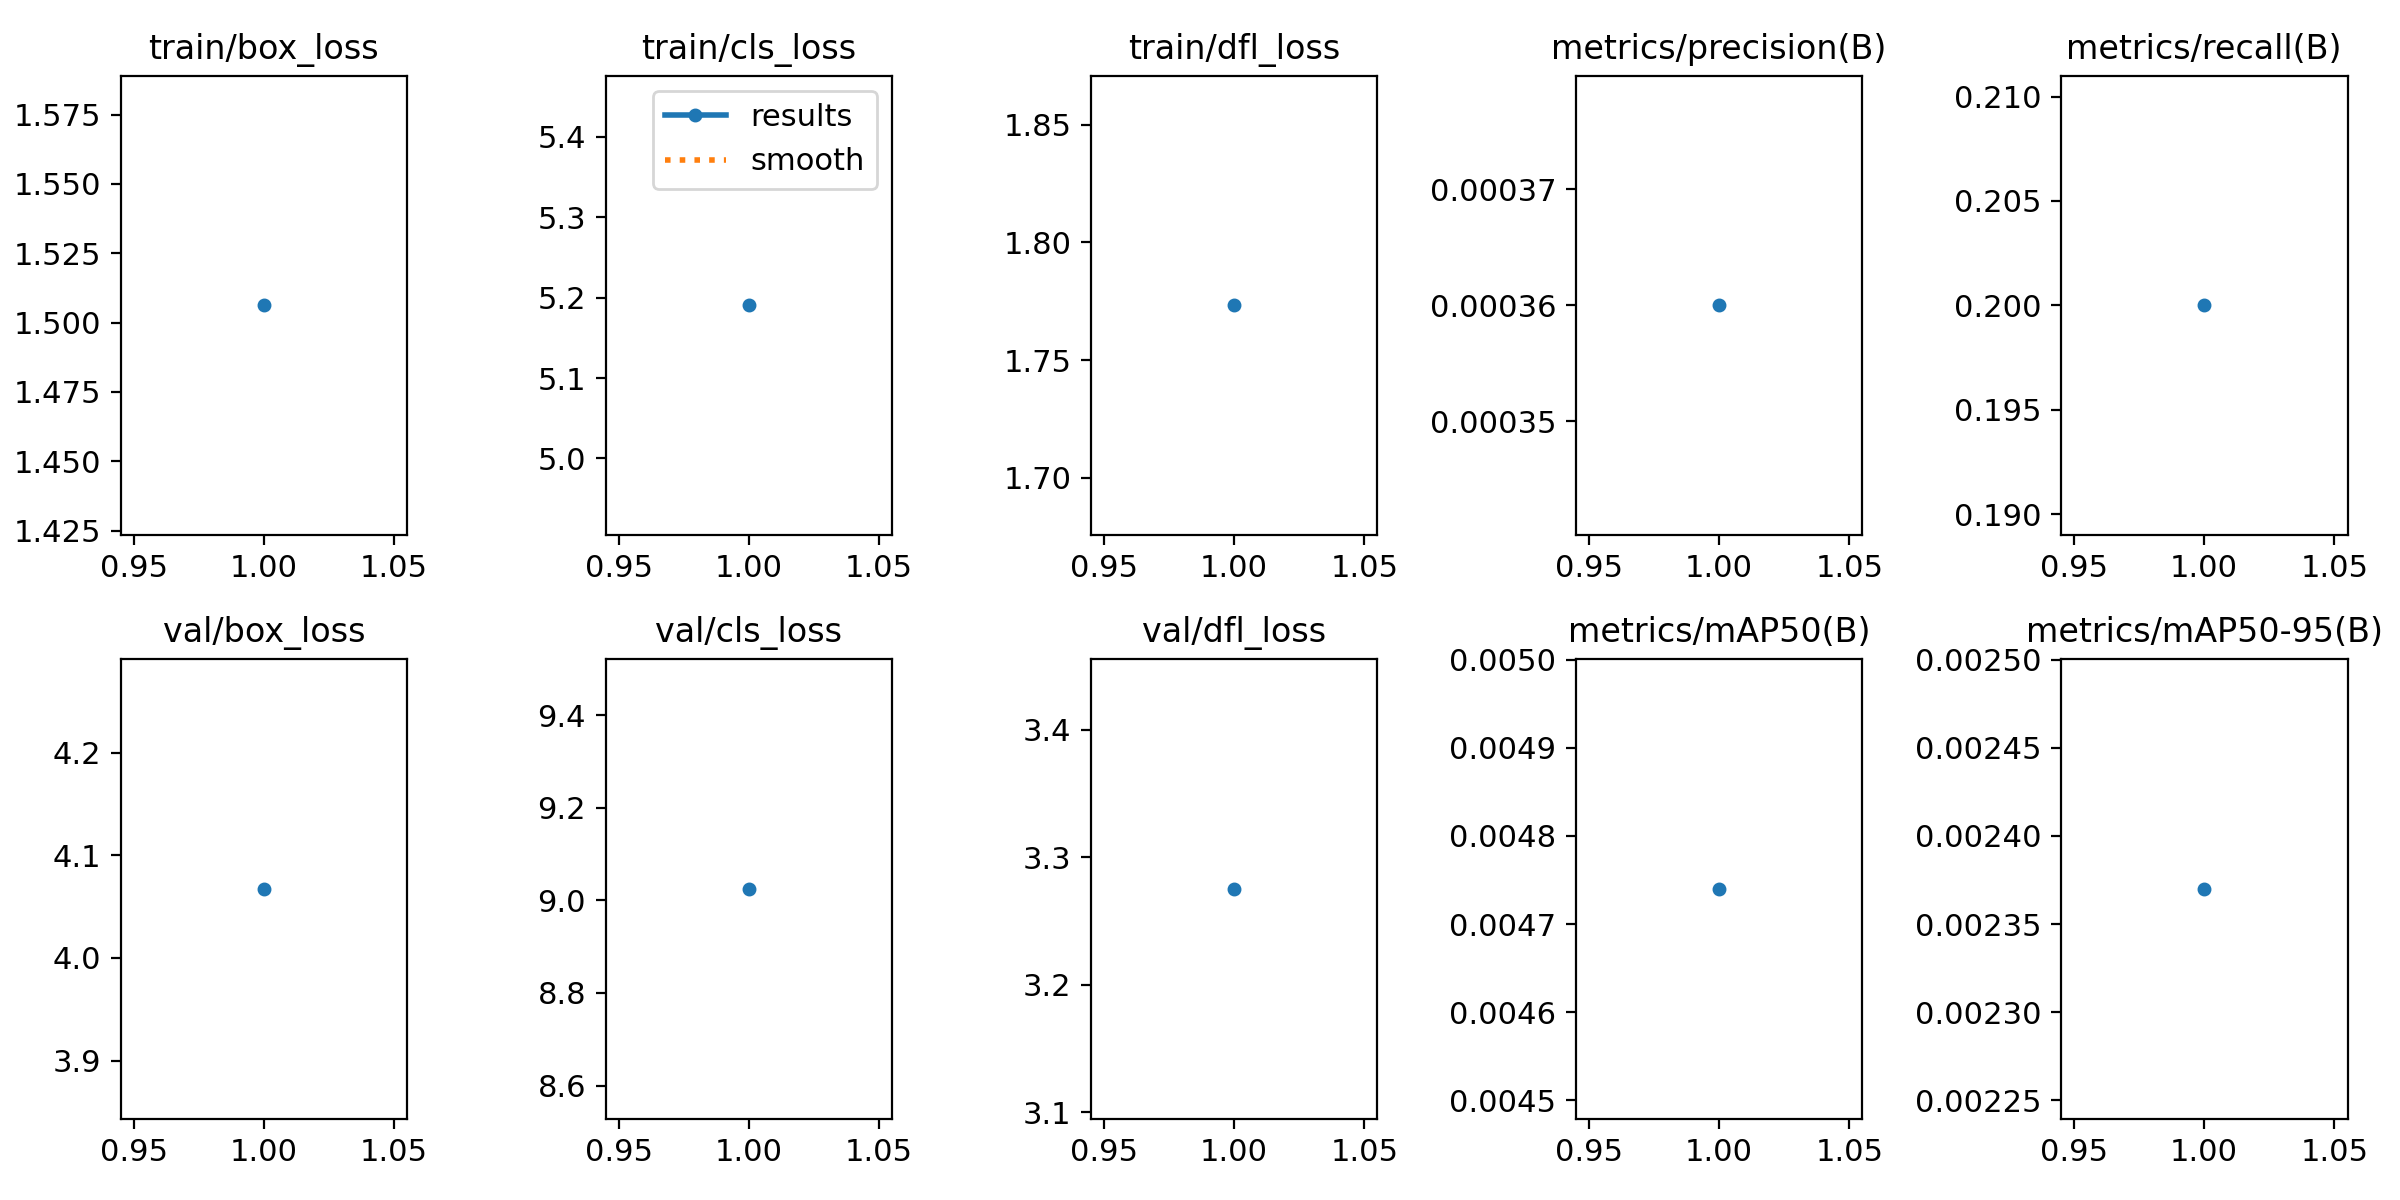 train/box_loss
1.575
1.550
1.525
1.500
1.475
1.450
1.425
0.95 1.00 1.05
train/cls_loss
results
smooth
5.4
5.3
5.2
5.1
5.0
0.95 1.00 1.05
train/dfl_loss
1.85
1.80
1.75
1.70
0.95 1.00 1.05
metrics/precision(B)
0.00037
0.00036
0.00035
0.95 1.00 1.05
metrics/recall(B)
0.210
0.205
0.200
0.195
0.190
0.95 1.00 1.05
val/box_loss
4.2
4.1
4.0
3.9
0.95 1.00 1.05
val/cls_loss
9.4
9.2
9.0
8.8
8.6
0.95 1.00 1.05
val/dfl_loss
3.4
3.3
3.2
3.1
0.95 1.00 1.05
metrics/mAP50(B)
0.0050
0.0049
0.0048
0.0047
0.0046
0.0045
0.95 1.00 1.05
metrics/mAP50-95(B)
0.00250
0.00245
0.00240
0.00235
0.00230
0.00225
0.95 1.00 1.05